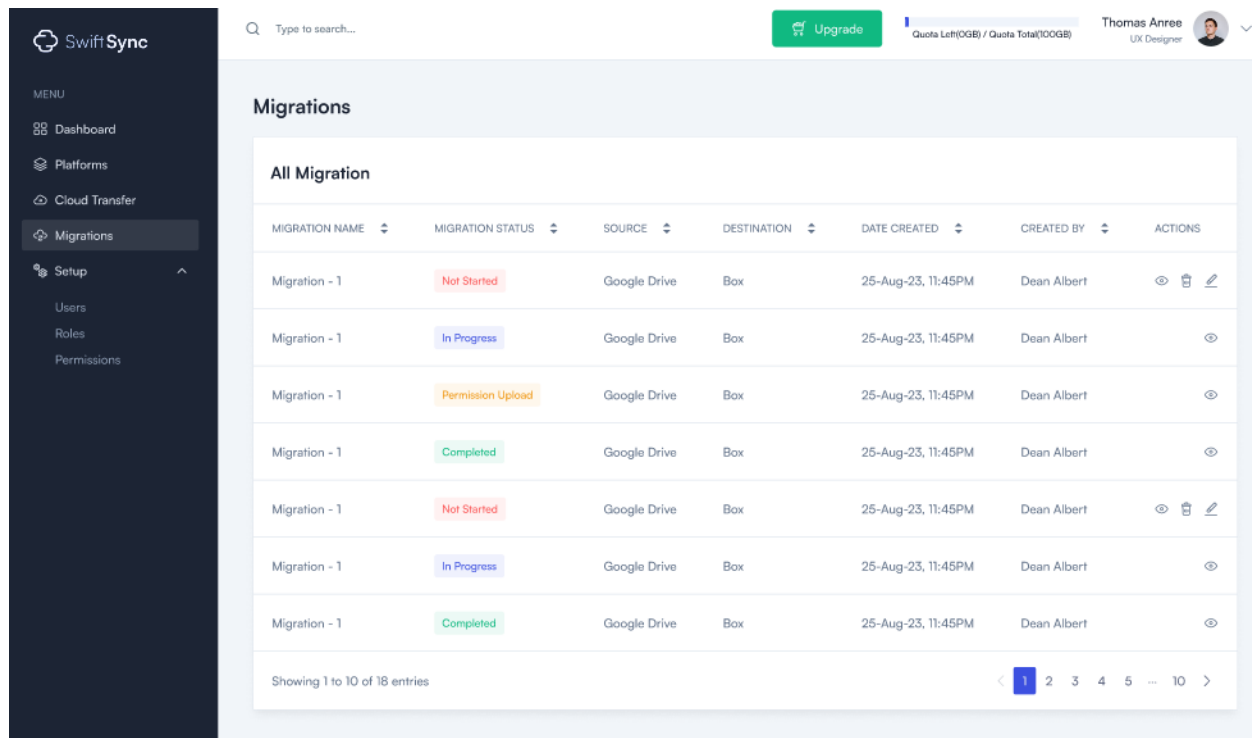 SwiftSync
Type to search...
Upgrade
Quota Left(0GB) / Quota Total(100GB)
Thomas Anree
UX Designer
MENU
Dashboard
Platforms
Cloud Transfer
Migrations
Setup
Users
Roles
Permissions
Migrations
All Migration
MIGRATION NAME MIGRATION STATUS SOURCE DESTINATION DATE CREATED CREATED BY ACTIONS
Migration - 1 Not Started Google Drive Box 25-Aug-23, 11:45PM Dean Albert
Migration - 1 In Progress Google Drive Box 25-Aug-23, 11:45PM Dean Albert
Migration - 1 Permission Upload Google Drive Box 25-Aug-23, 11:45PM Dean Albert
Migration - 1 Completed Google Drive Box 25-Aug-23, 11:45PM Dean Albert
Migration - 1 Not Started Google Drive Box 25-Aug-23, 11:45PM Dean Albert
Migration - 1 In Progress Google Drive Box 25-Aug-23, 11:45PM Dean Albert
Migration - 1 Completed Google Drive Box 25-Aug-23, 11:45PM Dean Albert
Showing 1 to 10 of 18 entries
1 2 3 4 5 ... 10